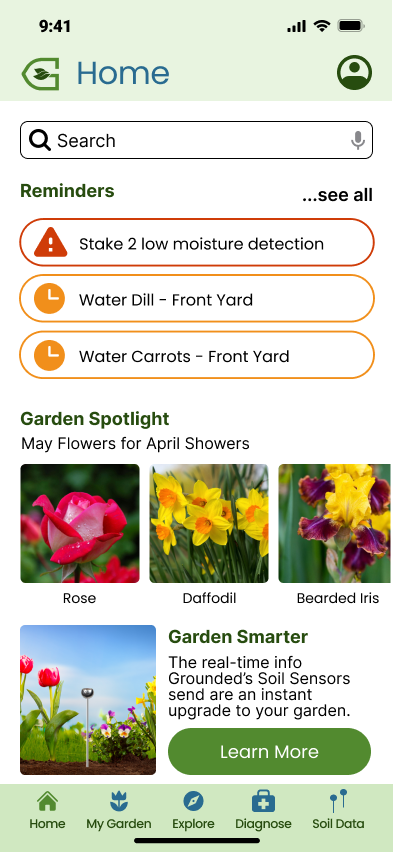 9:41
Home
Search
Reminders
...see all
Stake 2 low moisture detection
Water Dill - Front Yard
Water Carrots - Front Yard
Garden Spotlight
May Flowers for April Showers
Rose
Daffodil
Bearded Iris
Garden Smarter
The real-time info
Grounded's Soil Sensors
send are an instant
upgrade to your garden.
Learn More
Home
My Garden
Explore
Diagnose
Soil Data